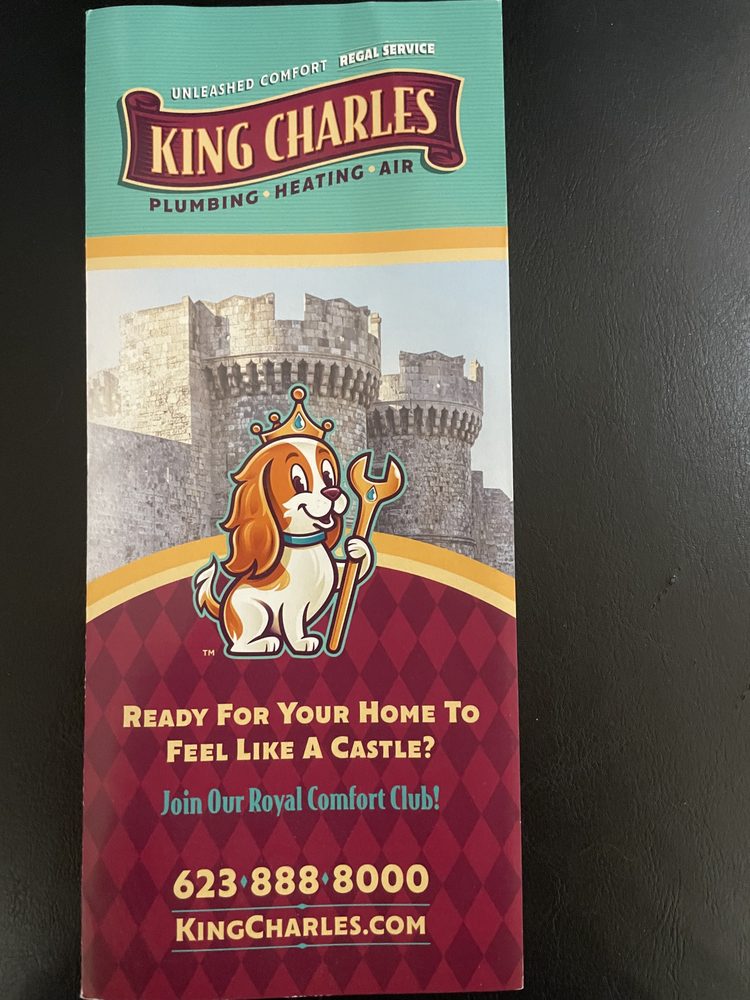 UNLEASHED COMFORT REGAL SERVICE
KING CHARLES
PLUMBING • HEATING • AIR
TM
READY FOR YOUR HOME TO
FEEL LIKE A CASTLE?
Join Our Royal Comfort Club!
623♦888♦8000
KINGCHARLES.COM